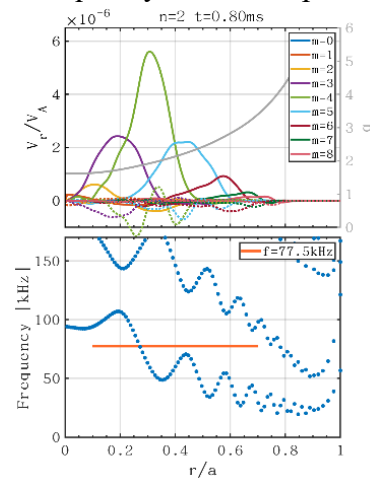 n=2 t=0.80ms
×10⁻⁶
6
4
2
0
V_r/V_A
6
5
4
3
2
1
0
q
m-0
m-1
m-2
m-3
m-4
m=5
m=6
m-7
m=8
150
100
50
0
Frequency [kHz]
f=77.5kHz
0 0.2 0.4 0.6 0.8 1
r/a